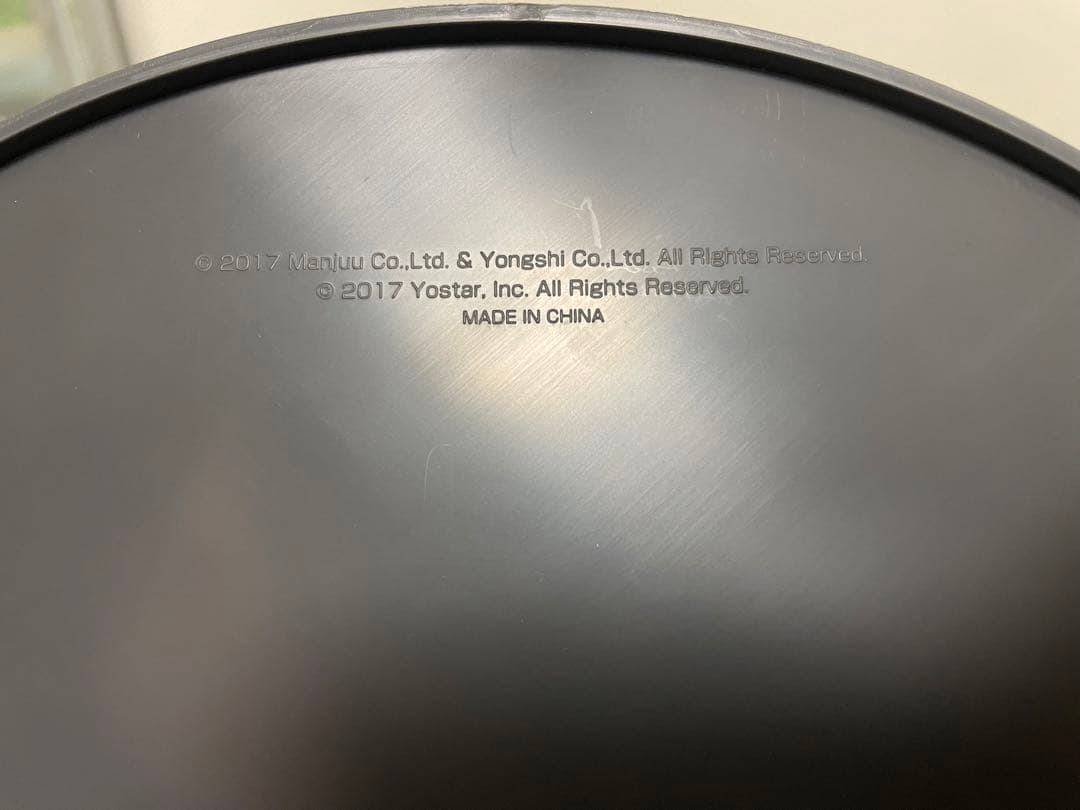 © 2017 Manjuu Co.,Ltd. & Yongshi Co.,Ltd. All Rights Reserved.
© 2017 Yostar, Inc. All Rights Reserved.
MADE IN CHINA